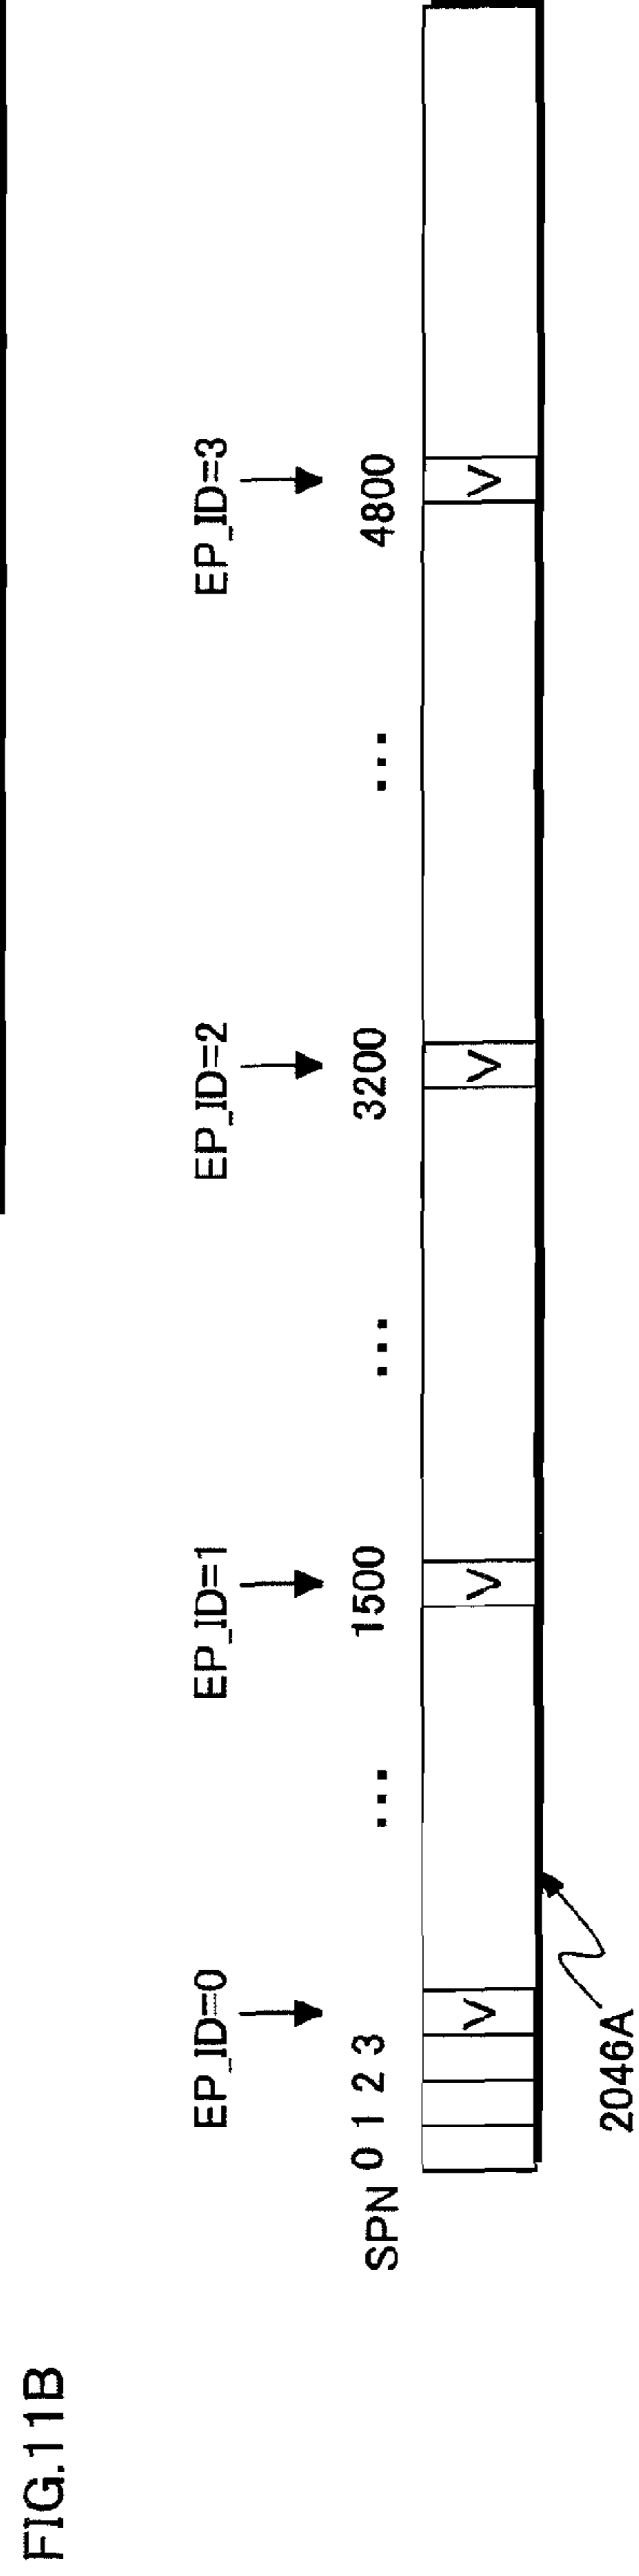 FIG.11B
EP_ID=0 EP_ID=1 EP_ID=2 EP_ID=3
SPN 0 1 2 3 ... 1500 ... 3200 ... 4800
V V V V
2046A